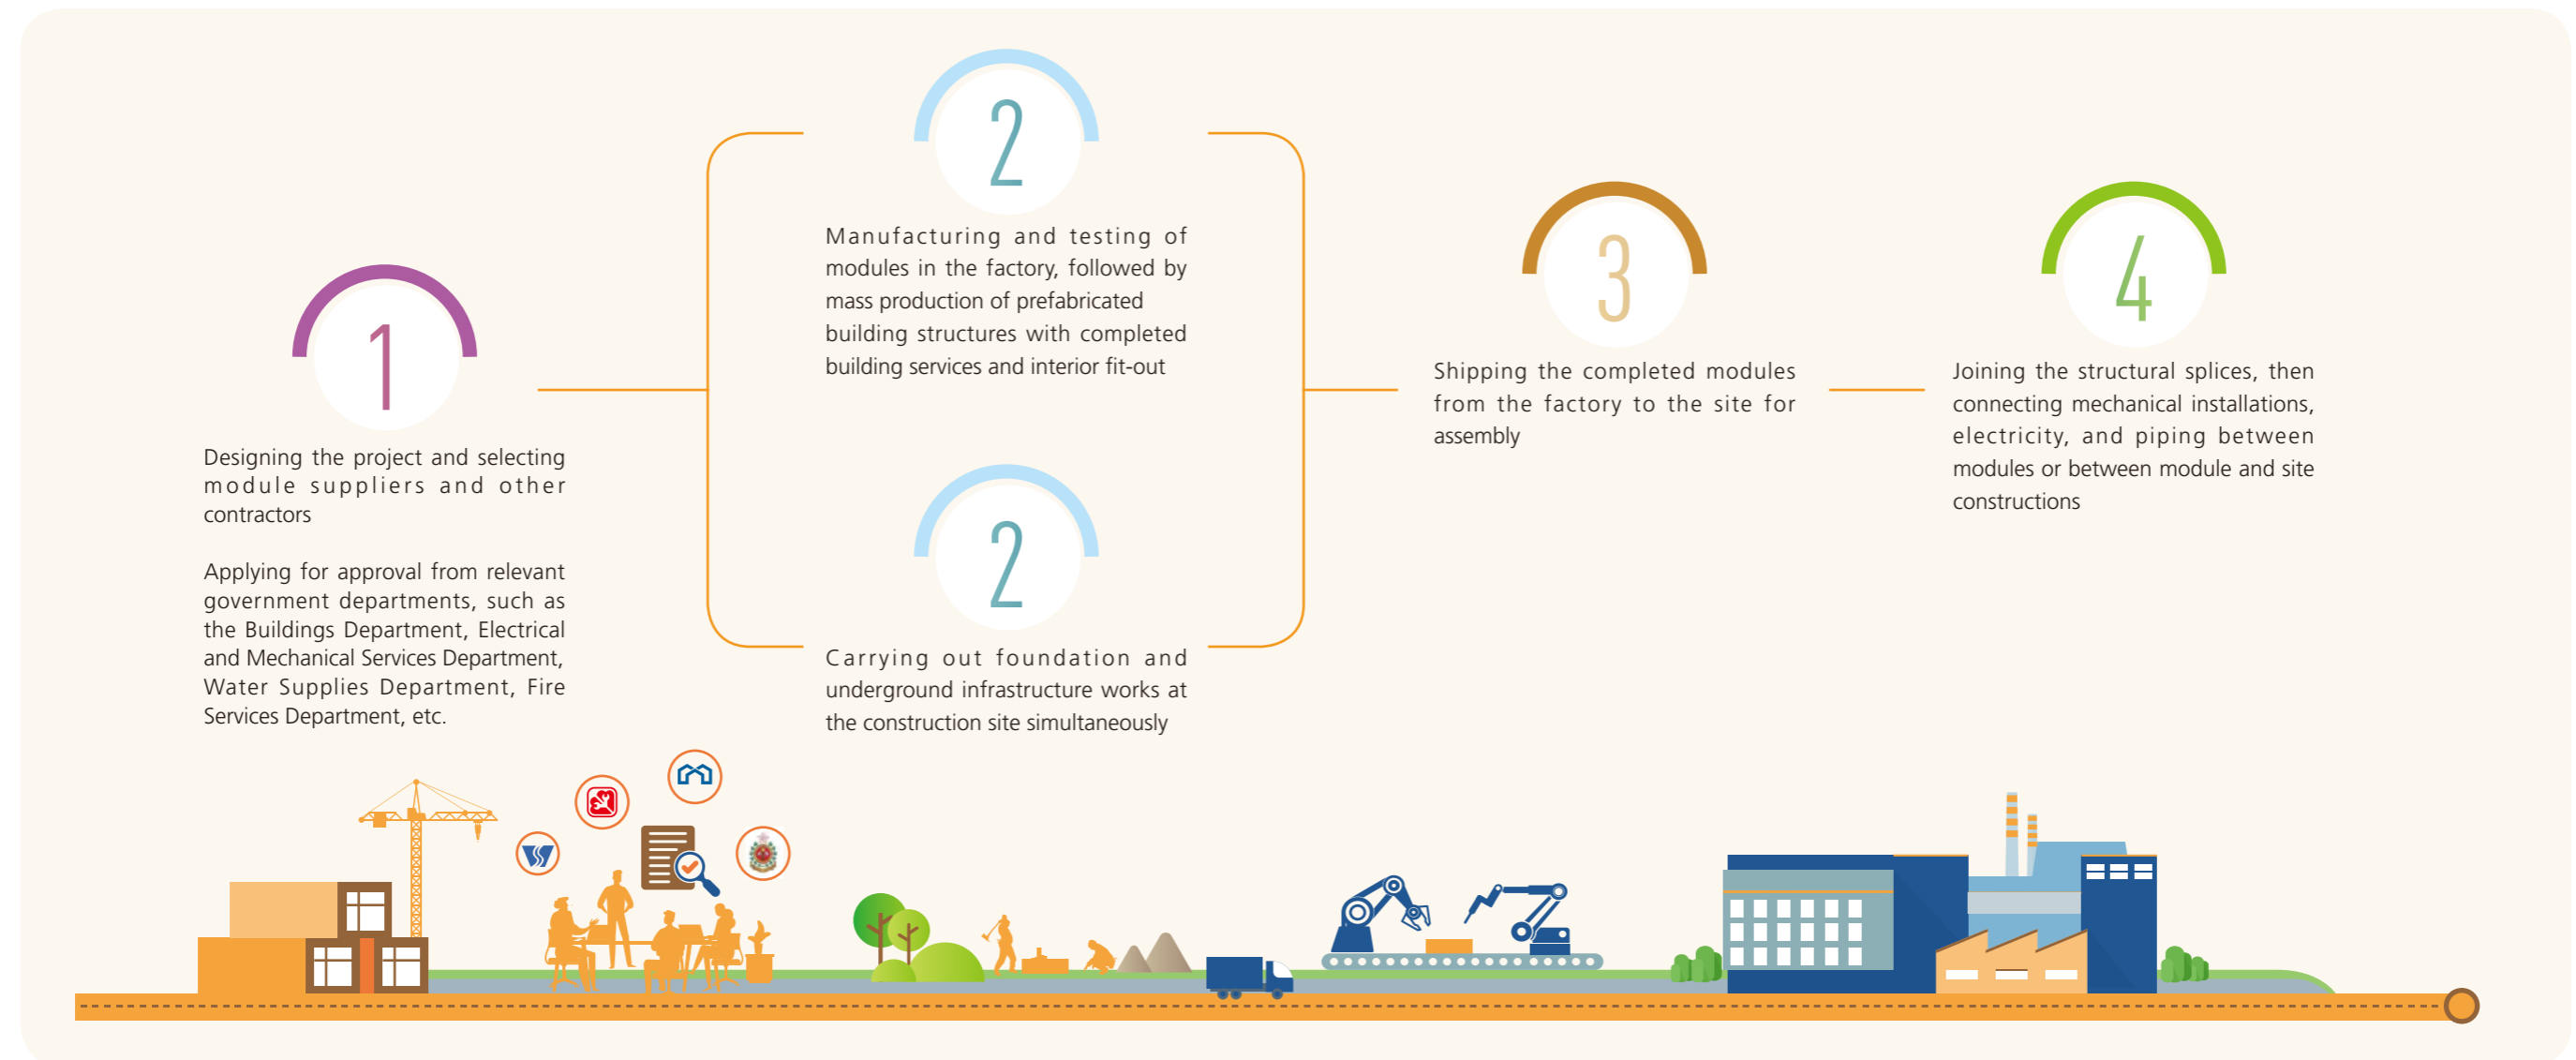 1
Designing the project and selecting
module suppliers and other
contractors
Applying for approval from relevant
government departments, such as
the Buildings Department, Electrical
and Mechanical Services Department,
Water Supplies Department, Fire
Services Department, etc.
2
Manufacturing and testing of
modules in the factory, followed by
mass production of prefabricated
building structures with completed
building services and interior fit-out
2
Carrying out foundation and
underground infrastructure works at
the construction site simultaneously
3
Shipping the completed modules
from the factory to the site for
assembly
4
Joining the structural splices, then
connecting mechanical installations,
electricity, and piping between
modules or between module and site
constructions